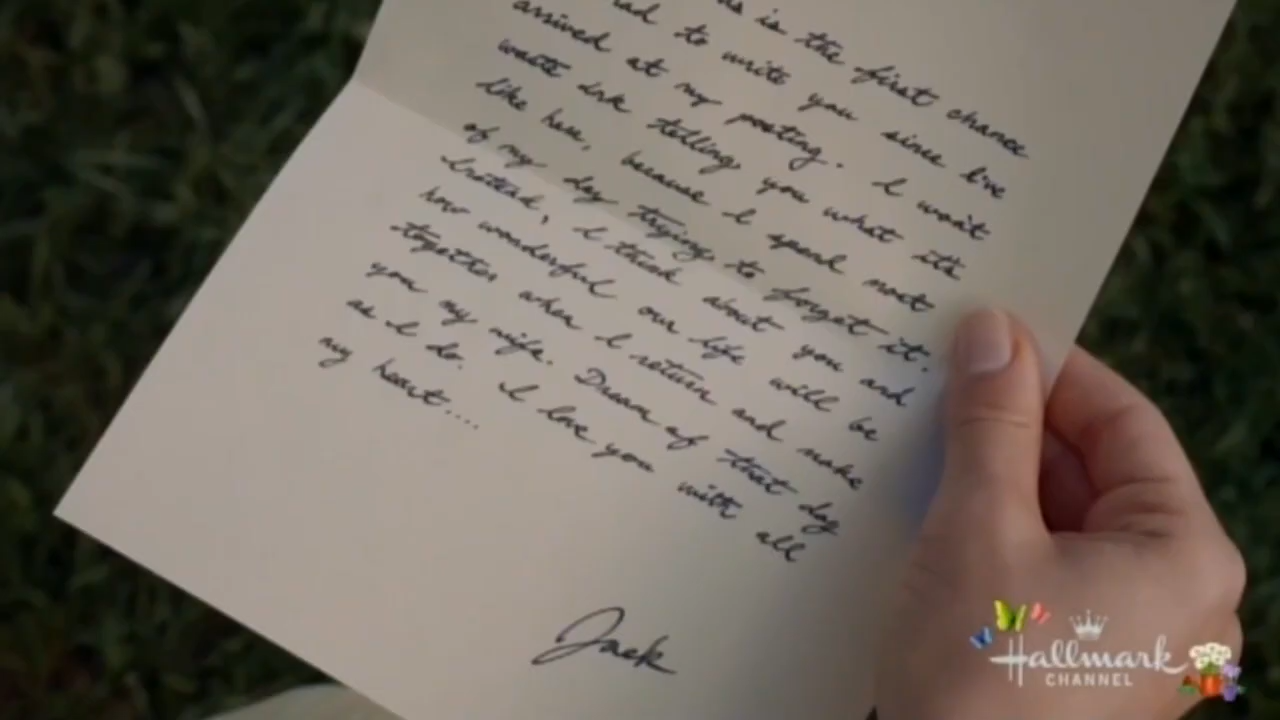 is the first chance
to write you since I've
arrived at my posting. I won't
waste ink telling you what it's
like here, because I spend most
of my day trying to forget it.
Instead, I think about you and
how wonderful our life will be
together when I return and make
you my wife. Dream of that day
as I do. I love you with all
my heart...
Jack
Hallmark
CHANNEL